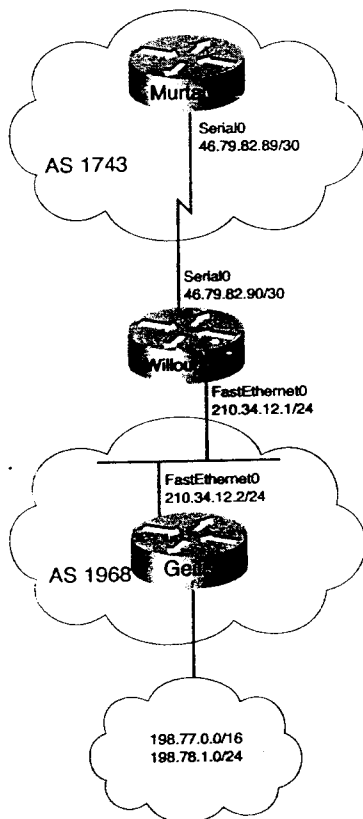 Serial0
46.79.82.89/30
AS 1743
Serial0
46.79.82.90/30
FastEthernet0
210.34.12.1/24
FastEthernet0
210.34.12.2/24
AS 1968
198.77.0.0/16
198.78.1.0/24